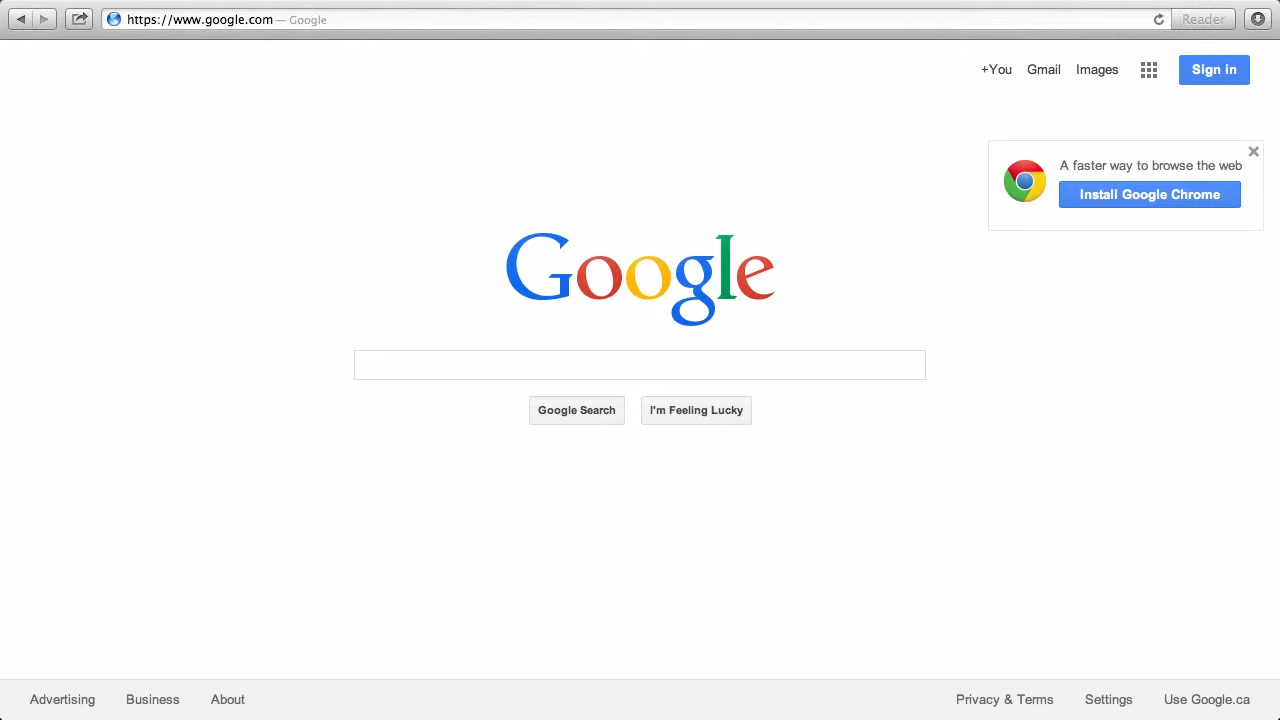 https://www.google.com — Google
Reader
+You Gmail Images Sign in
A faster way to browse the web
Install Google Chrome
Google
Google Search I'm Feeling Lucky
Advertising Business About Privacy & Terms Settings Use Google.ca